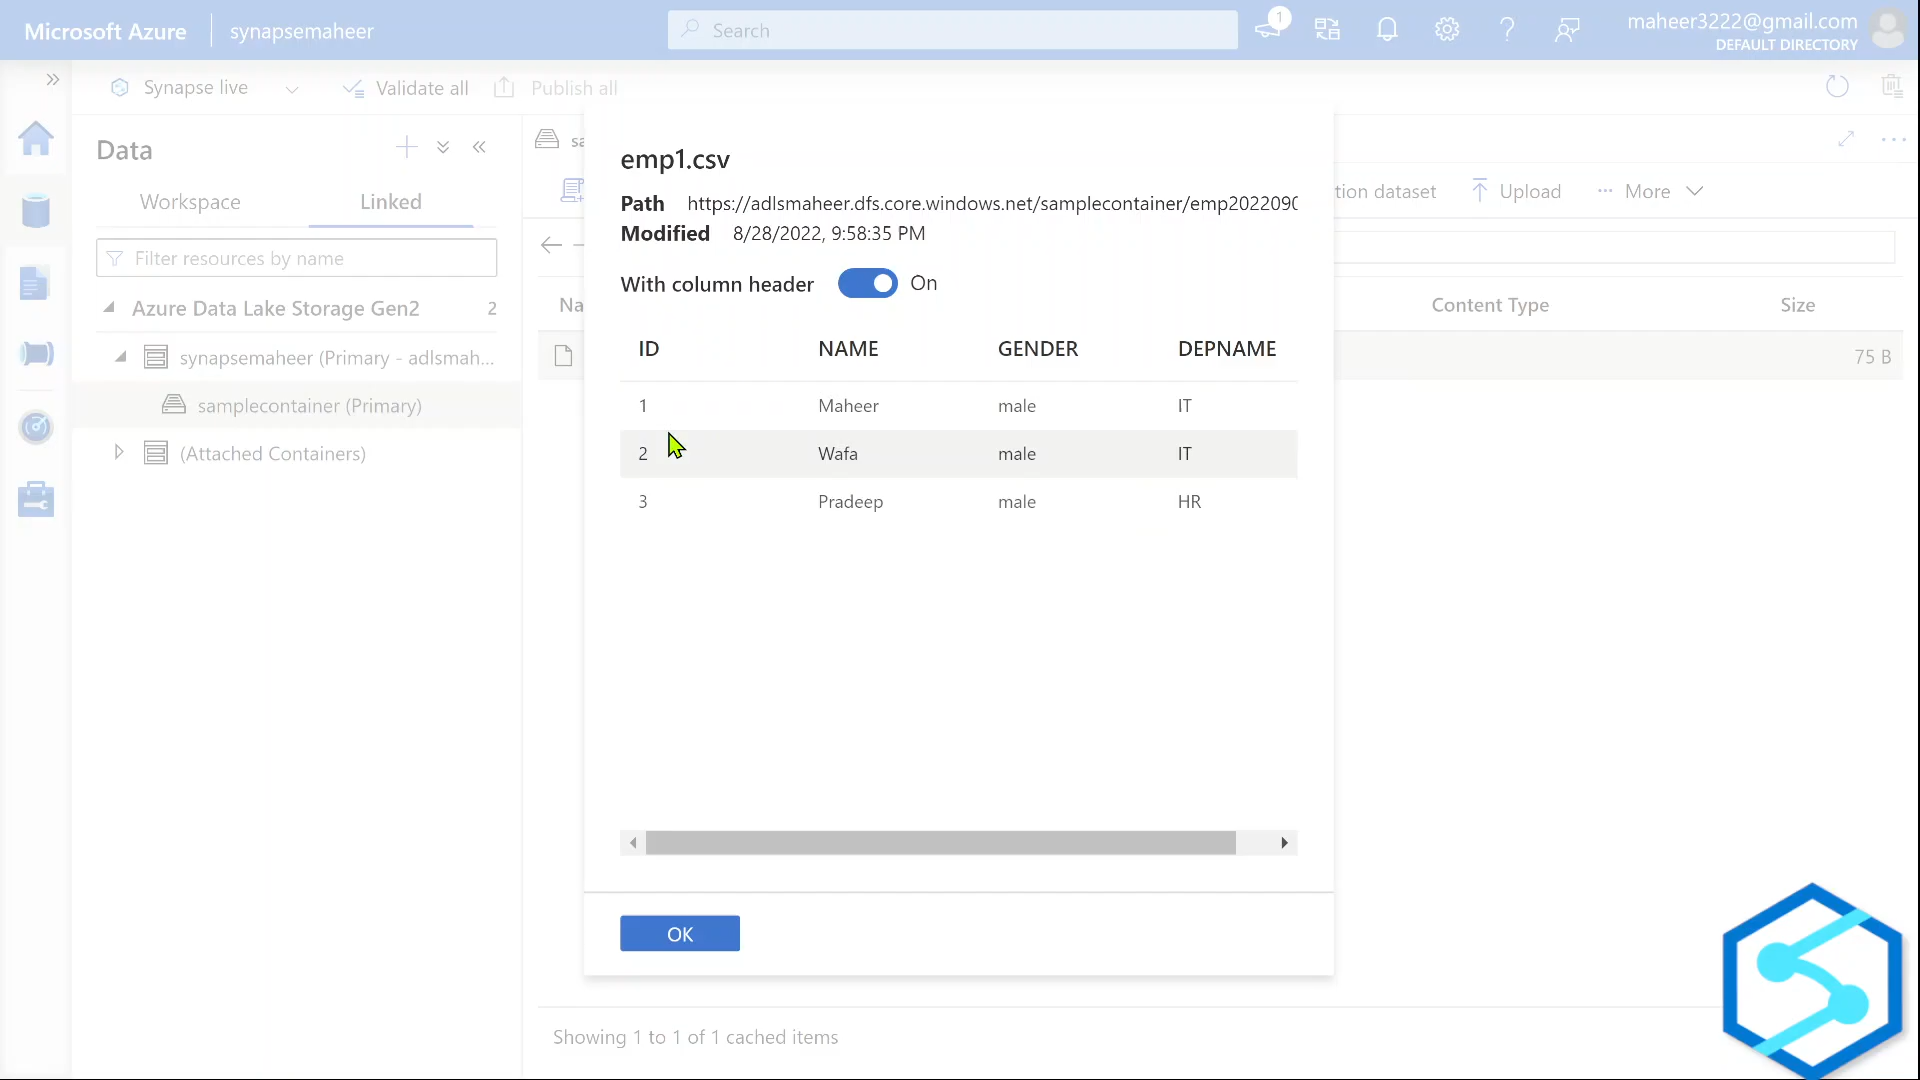 Microsoft Azure
synapsemaheer
Search
1
maheer3222@gmail.com
DEFAULT DIRECTORY
Synapse live
Validate all
Publish all
Data
Workspace
Linked
Filter resources by name
Azure Data Lake Storage Gen2 2
synapsemaheer (Primary - adlsmah...
samplecontainer (Primary)
(Attached Containers)
emp1.csv
Path https://adlsmaheer.dfs.core.windows.net/samplecontainer/emp2022090
Modified 8/28/2022, 9:58:35 PM
With column header On
ID NAME GENDER DEPNAME
1 Maheer male IT
2 Wafa male IT
3 Pradeep male HR
OK
sa
tion dataset
Upload
More
Na
Content Type
Size
75 B
Showing 1 to 1 of 1 cached items